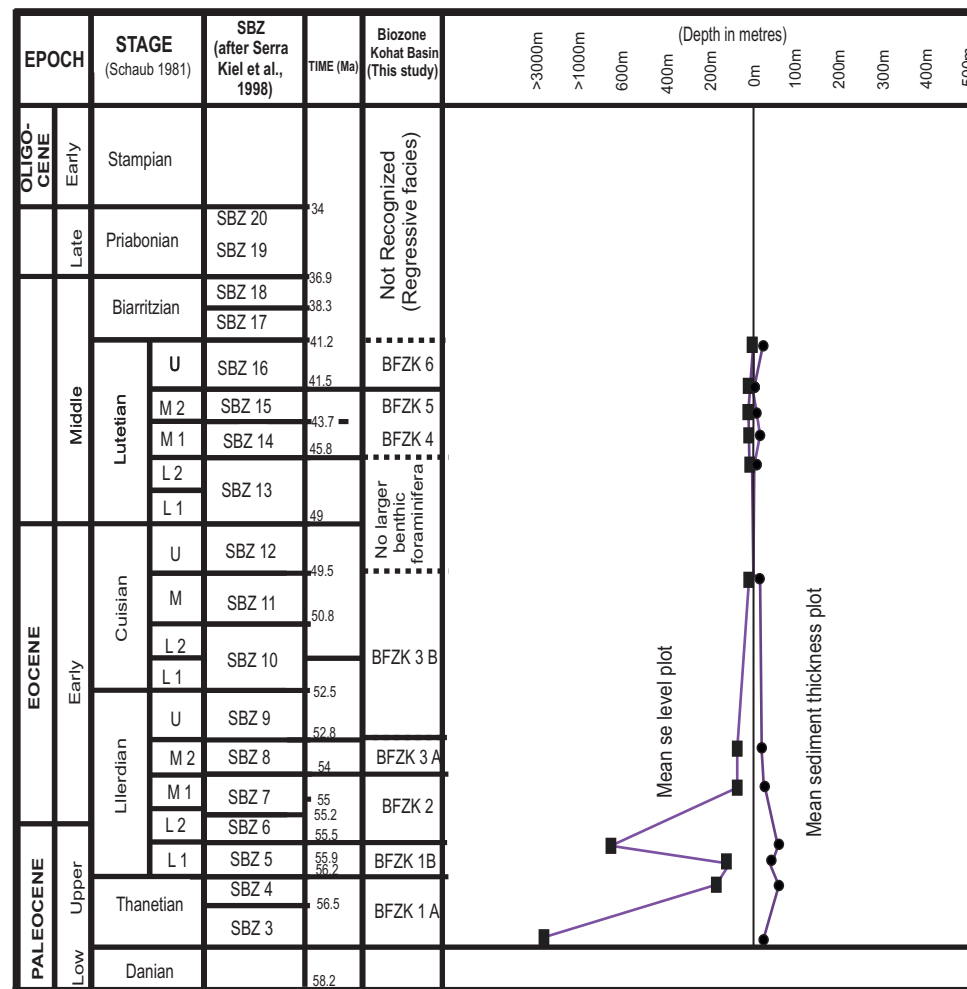 EPOCH
STAGE
(Schaub 1981)
SBZ
(after Serra
Kiel et al.,
1998)
TIME (Ma)
Biozone
Kohat Basin
(This study)
(Depth in metres)
>3000m
>1000m
600m
400m
200m
0m
100m
200m
300m
400m
500m
OLIGO-
CENE
Early
Stampian
34
Not Recognized
(Regressive facies)
Late
Priabonian
SBZ 20
SBZ 19
36.9
EOCENE
Middle
Biarritzian
SBZ 18
38.3
SBZ 17
41.2
Lutetian
U
SBZ 16
41.5
BFZK 6
M 2
SBZ 15
43.7
BFZK 5
M 1
SBZ 14
45.8
BFZK 4
L 2
SBZ 13
L 1
49
No larger
benthic
foraminifera
Early
Cuisian
U
SBZ 12
49.5
M
SBZ 11
50.8
L 2
SBZ 10
L 1
52.5
BFZK 3 B
LIlerdian
U
SBZ 9
52.8
M 2
SBZ 8
54
BFZK 3 A
M 1
SBZ 7
55
55.2
BFZK 2
L 2
SBZ 6
55.5
L 1
SBZ 5
55.9
56.2
BFZK 1B
PALEOCENE
Upper
Thanetian
SBZ 4
56.5
SBZ 3
BFZK 1 A
Low
Danian
58.2
Mean se level plot
Mean sediment thickness plot